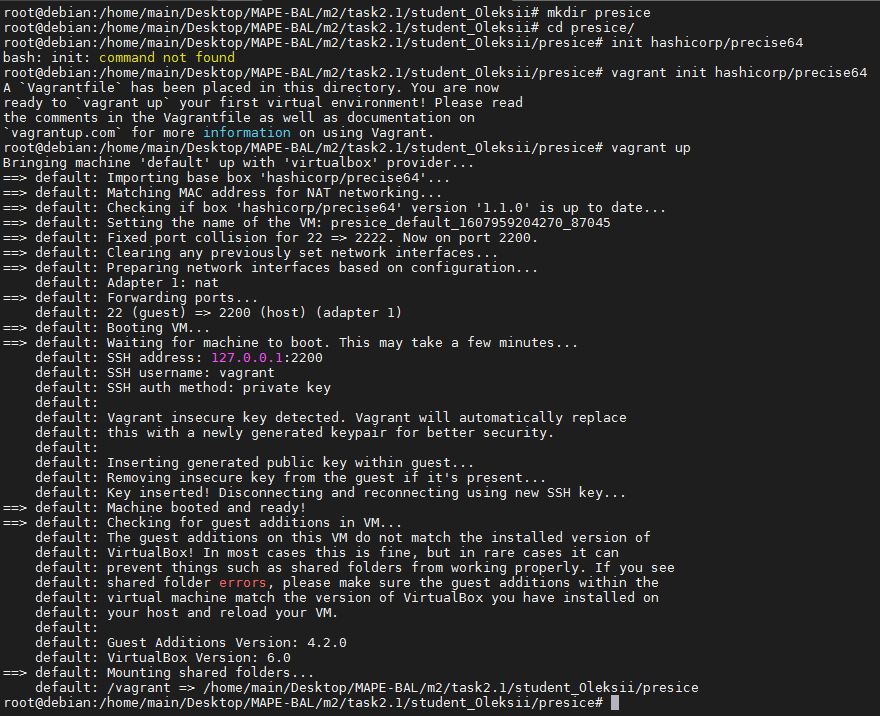 root@debian:/home/main/Desktop/MAPE-BAL/m2/task2.1/student_Oleksii# mkdir presice
root@debian:/home/main/Desktop/MAPE-BAL/m2/task2.1/student_Oleksii# cd presice/
root@debian:/home/main/Desktop/MAPE-BAL/m2/task2.1/student_Oleksii/presice# init hashicorp/precise64
bash: init: command not found
root@debian:/home/main/Desktop/MAPE-BAL/m2/task2.1/student_Oleksii/presice# vagrant init hashicorp/precise64
A `Vagrantfile` has been placed in this directory. You are now
ready to `vagrant up` your first virtual environment! Please read
the comments in the Vagrantfile as well as documentation on
`vagrantup.com` for more information on using Vagrant.
root@debian:/home/main/Desktop/MAPE-BAL/m2/task2.1/student_Oleksii/presice# vagrant up
Bringing machine 'default' up with 'virtualbox' provider...
==> default: Importing base box 'hashicorp/precise64'...
==> default: Matching MAC address for NAT networking...
==> default: Checking if box 'hashicorp/precise64' version '1.1.0' is up to date...
==> default: Setting the name of the VM: presice_default_1607959204270_87045
==> default: Fixed port collision for 22 => 2222. Now on port 2200.
==> default: Clearing any previously set network interfaces...
==> default: Preparing network interfaces based on configuration...
    default: Adapter 1: nat
==> default: Forwarding ports...
    default: 22 (guest) => 2200 (host) (adapter 1)
==> default: Booting VM...
==> default: Waiting for machine to boot. This may take a few minutes...
    default: SSH address: 127.0.0.1:2200
    default: SSH username: vagrant
    default: SSH auth method: private key
    default:
    default: Vagrant insecure key detected. Vagrant will automatically replace
    default: this with a newly generated keypair for better security.
    default:
    default: Inserting generated public key within guest...
    default: Removing insecure key from the guest if it's present...
    default: Key inserted! Disconnecting and reconnecting using new SSH key...
==> default: Machine booted and ready!
==> default: Checking for guest additions in VM...
    default: The guest additions on this VM do not match the installed version of
    default: VirtualBox! In most cases this is fine, but in rare cases it can
    default: prevent things such as shared folders from working properly. If you see
    default: shared folder errors, please make sure the guest additions within the
    default: virtual machine match the version of VirtualBox you have installed on
    default: your host and reload your VM.
    default:
    default: Guest Additions Version: 4.2.0
    default: VirtualBox Version: 6.0
==> default: Mounting shared folders...
    default: /vagrant => /home/main/Desktop/MAPE-BAL/m2/task2.1/student_Oleksii/presice
root@debian:/home/main/Desktop/MAPE-BAL/m2/task2.1/student_Oleksii/presice#